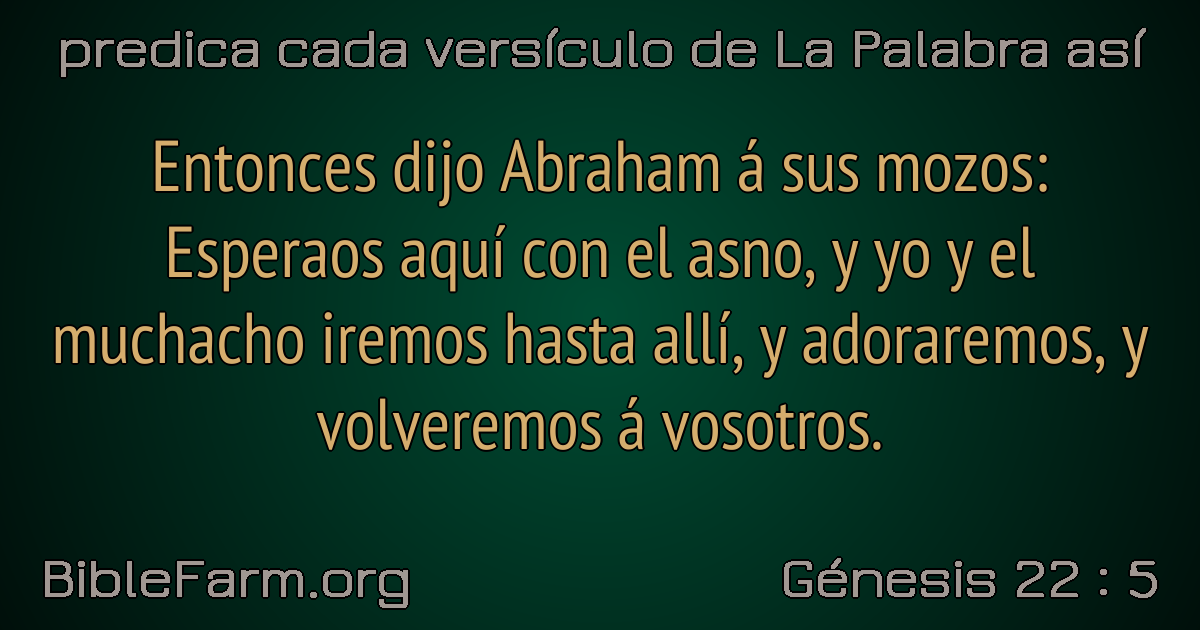 predica cada versículo de La Palabra así
Entonces dijo Abraham á sus mozos:
Esperaos aquí con el asno, y yo y el
muchacho iremos hasta allí, y adoraremos, y
volveremos á vosotros.
BibleFarm.org
Génesis 22 : 5